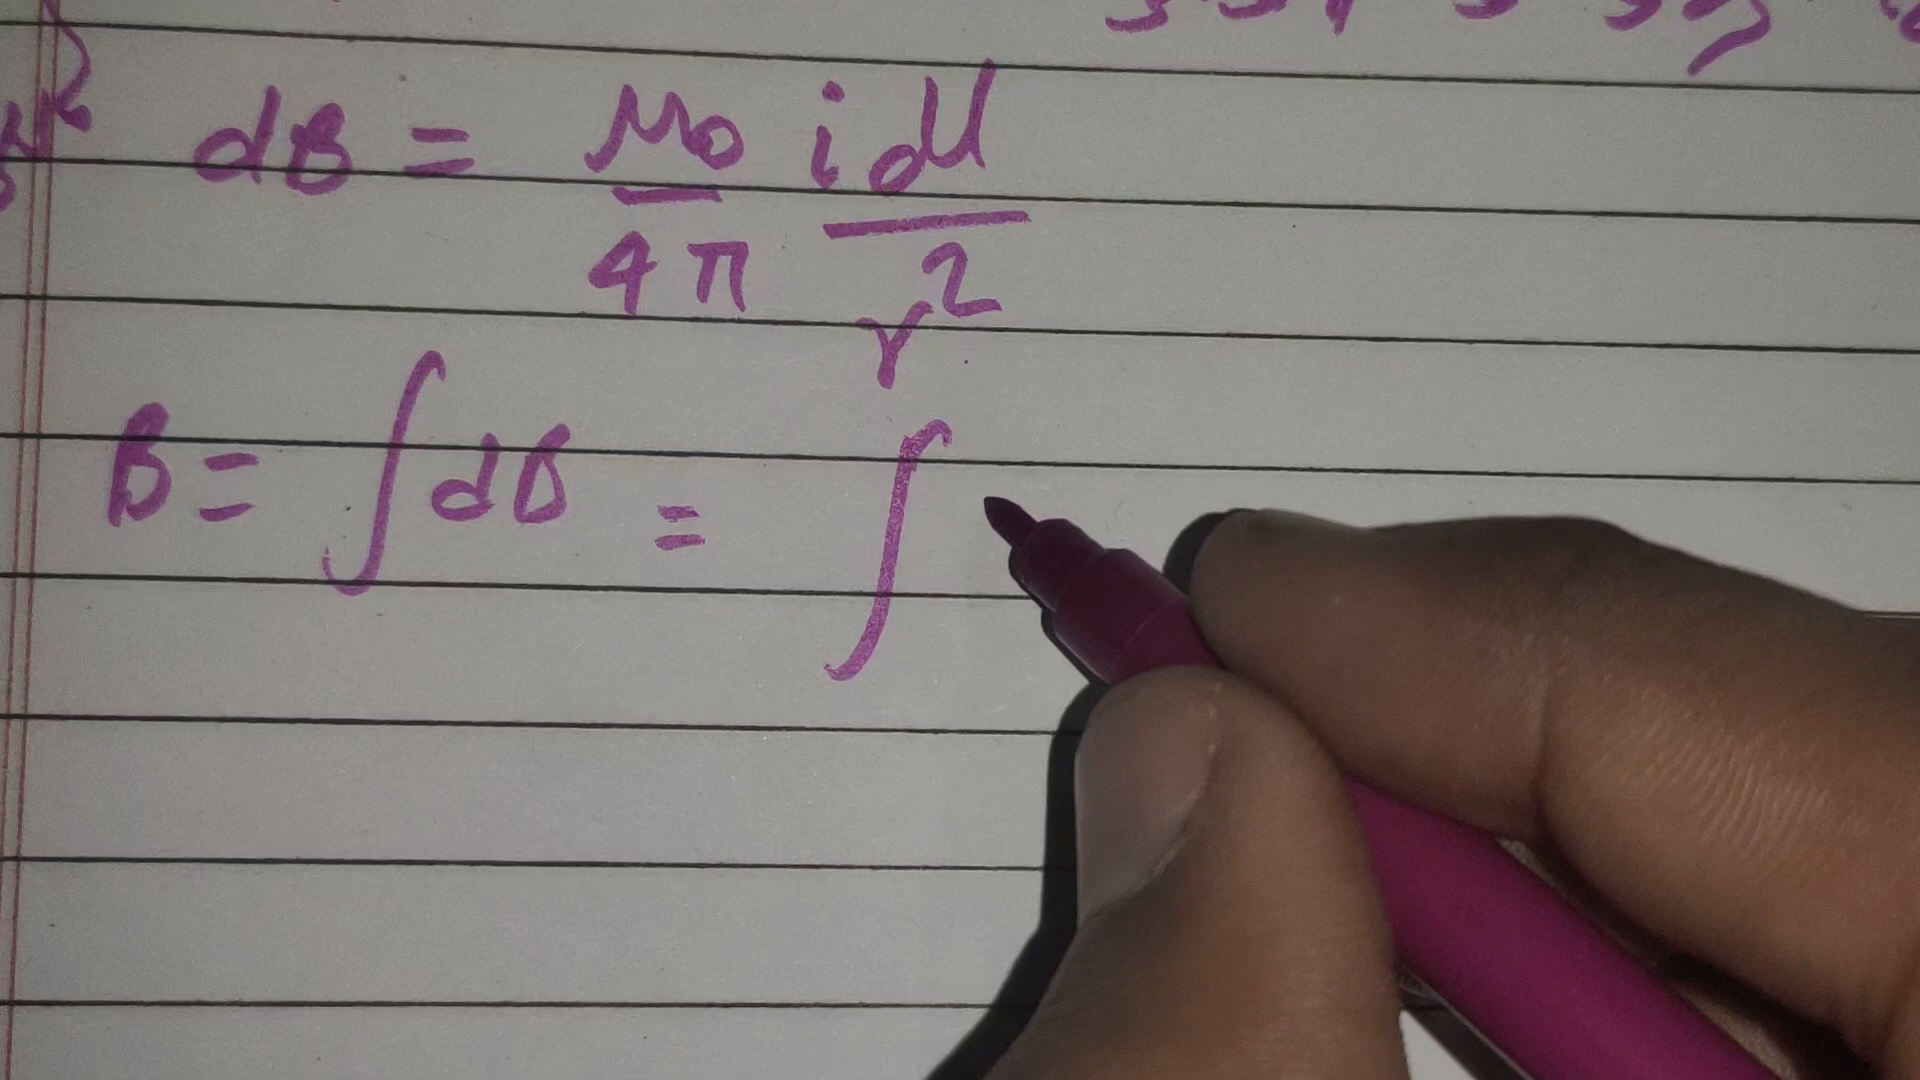 dB = μ₀/4π idl/r²
B = ∫dB = ∫